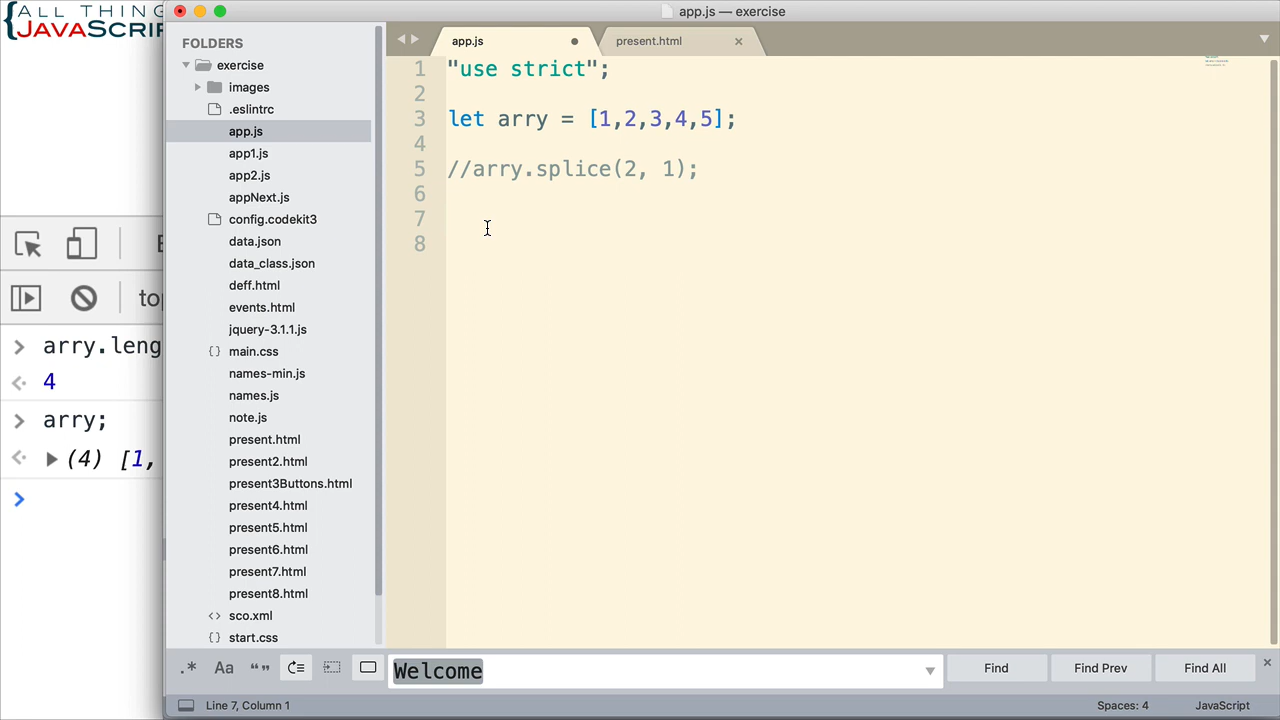 {ALL THING
JAVASCRIP
E
top
arry.leng
4
arry;
(4) [1,
app.js — exercise
FOLDERS
exercise
images
.eslintrc
app.js
app1.js
app2.js
appNext.js
config.codekit3
data.json
data_class.json
deff.html
events.html
jquery-3.1.1.js
{} main.css
names-min.js
names.js
note.js
present.html
present2.html
present3Buttons.html
present4.html
present5.html
present6.html
present7.html
present8.html
<> sco.xml
{} start.css
app.js
present.html
1 "use strict";
2
3 let arry = [1,2,3,4,5];
4
5 //arry.splice(2, 1);
6
7
8
.* Aa “” Welcome Find Find Prev Find All
Line 7, Column 1 Spaces: 4 JavaScript